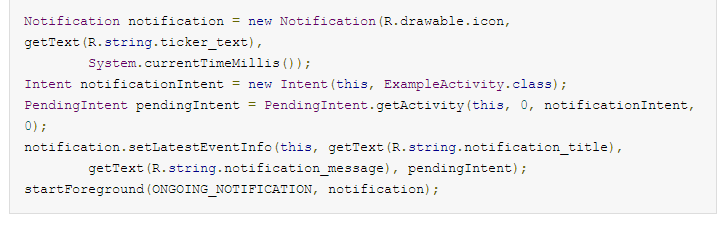 Notification notification = new Notification(R.drawable.icon,
getText(R.string.ticker_text),
        System.currentTimeMillis());
Intent notificationIntent = new Intent(this, ExampleActivity.class);
PendingIntent pendingIntent = PendingIntent.getActivity(this, 0, notificationIntent,
0);
notification.setLatestEventInfo(this, getText(R.string.notification_title),
        getText(R.string.notification_message), pendingIntent);
startForeground(ONGOING_NOTIFICATION, notification);